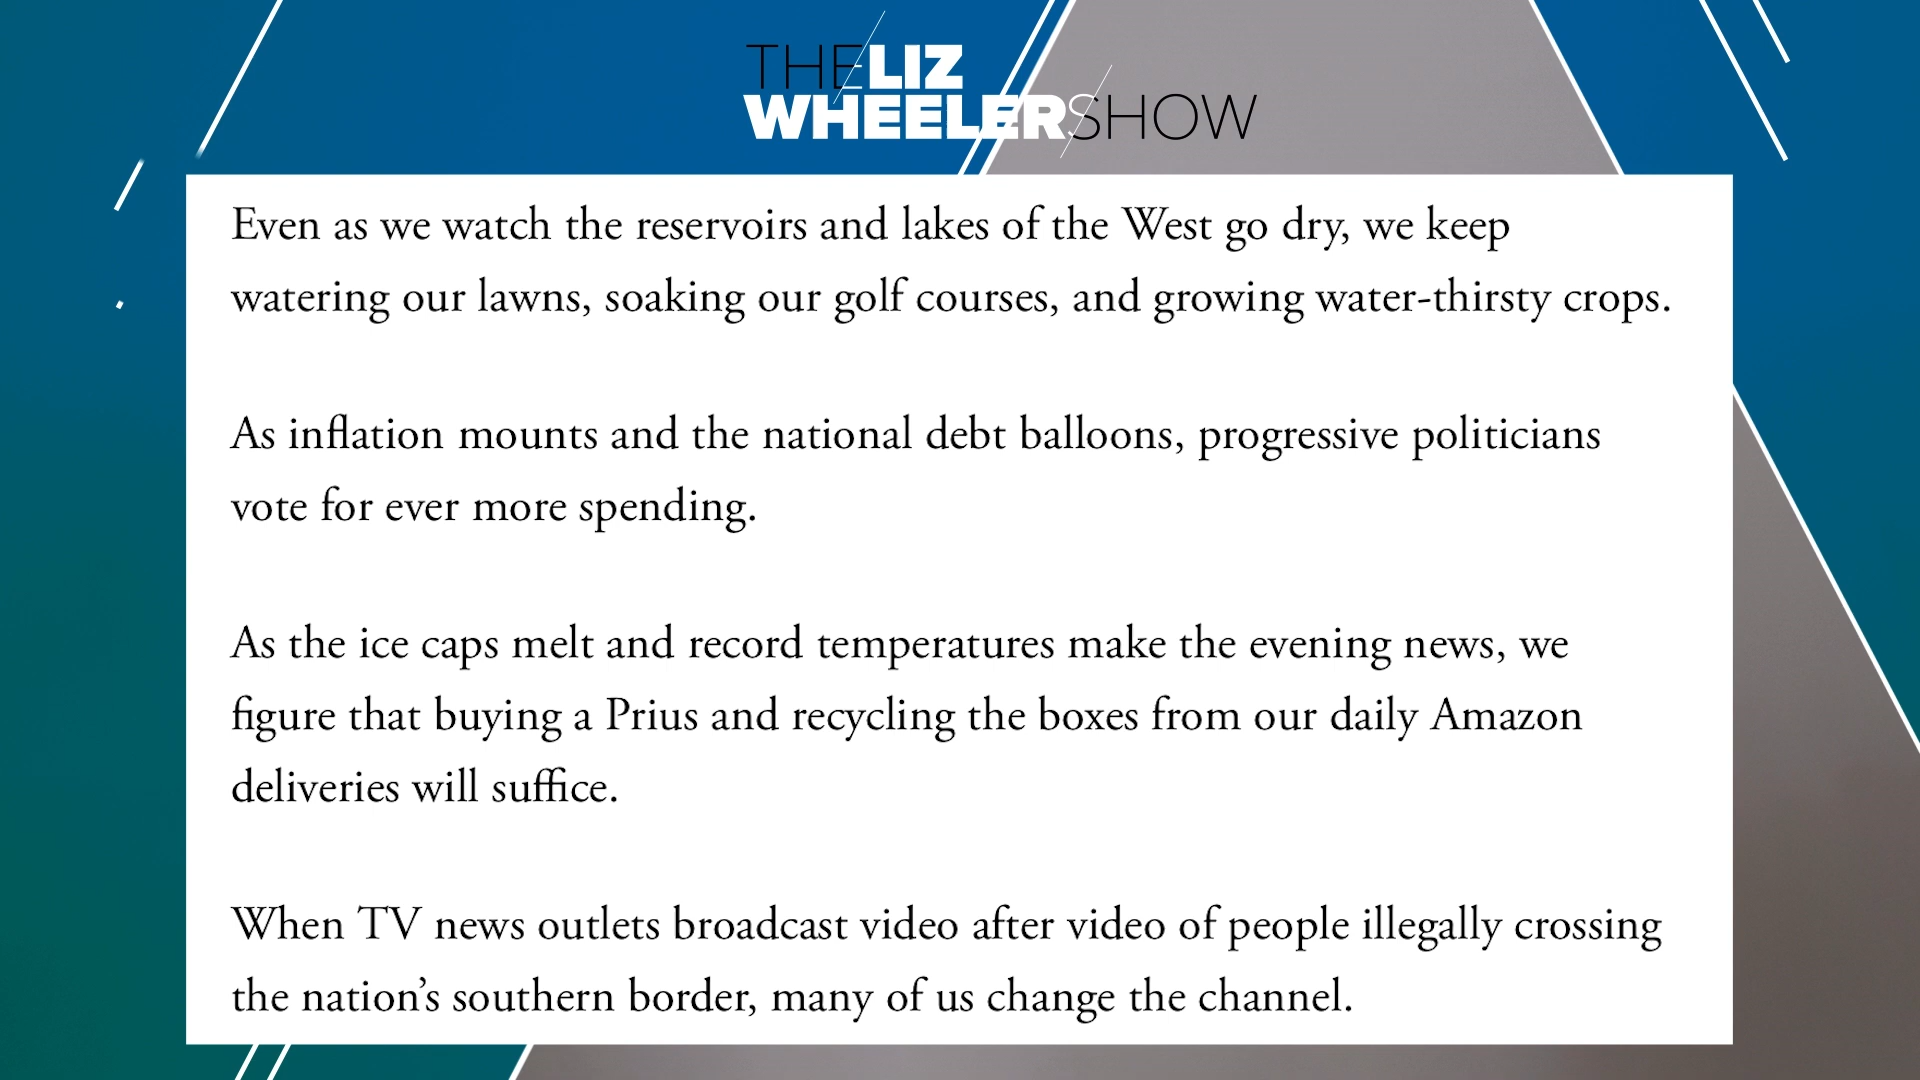 THE LIZ
WHEELER SHOW
Even as we watch the reservoirs and lakes of the West go dry, we keep
watering our lawns, soaking our golf courses, and growing water-thirsty crops.
As inflation mounts and the national debt balloons, progressive politicians
vote for ever more spending.
As the ice caps melt and record temperatures make the evening news, we
figure that buying a Prius and recycling the boxes from our daily Amazon
deliveries will suffice.
When TV news outlets broadcast video after video of people illegally crossing
the nation’s southern border, many of us change the channel.